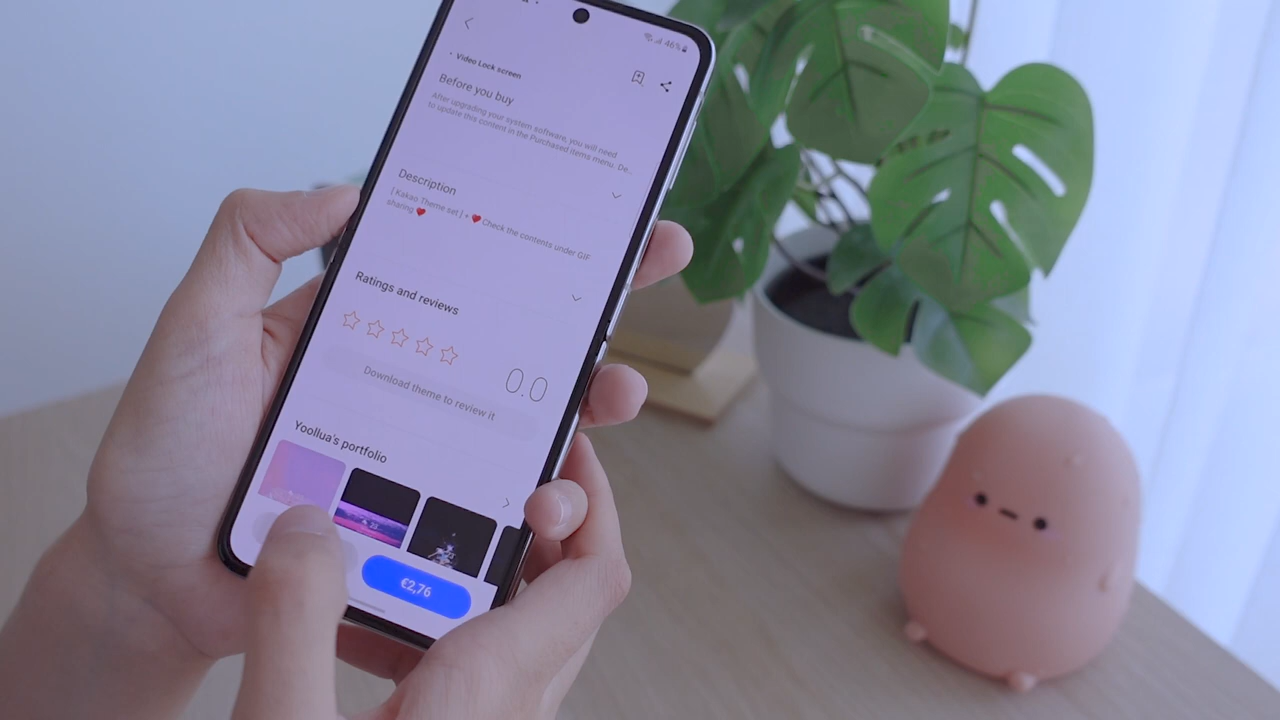 46%
• Video Lock screen
Before you buy
After upgrading your system software, you will need
to update this content in the Purchased items menu. De..
Description
[ Kakao Theme set ] + ❤️Check the contents under GIF
sharing ❤️
Ratings and reviews
0.0
Download theme to review it
Yoollua's portfolio
€2,76